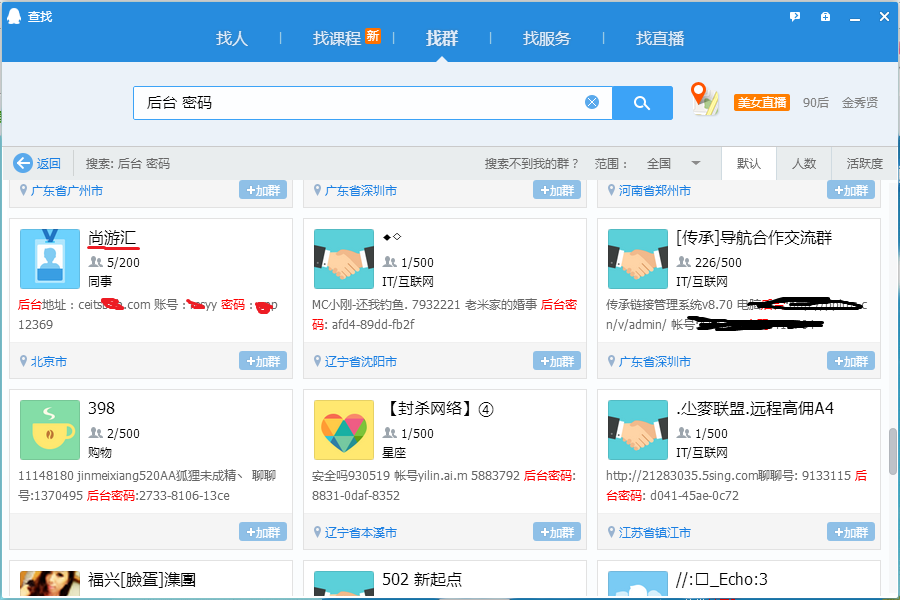 查找
找人
找课程 新
找群
找服务
找直播
后台 密码
美女直播 90后 金秀贤
返回 搜索: 后台 密码 搜索不到我的群？ 范围： 全国 默认 人数 活跃度
广东省广州市 +加群
广东省深圳市 +加群
河南省郑州市 +加群
尚游汇
5/200
同事
后台地址：.com 账号： 密码：
12369
北京市 +加群
◆◇
1/500
IT/互联网
MC小刚-还我钓鱼. 7932221 老米家的婚事 后台密
码: afd4-89dd-fb2f
辽宁省沈阳市 +加群
[传承]导航合作交流群
226/500
IT/互联网
传承链接管理系统v8.70 电脑
n/v/admin/ 帐号
广东省深圳市 +加群
398
2/500
购物
11148180 jinmeixiang520AA狐狸未成精丶 聊聊
号:1370495 后台密码:2733-8106-13ce
+加群
【封杀网络】④
1/500
星座
安全吗930519 帐号yilin.ai.m 5883792 后台密码:
8831-0daf-8352
辽宁省本溪市 +加群
.尐麥联盟.远程高佣A4
1/500
IT/互联网
http://21283035.5sing.com聊聊号: 9133115 后
台密码: d041-45ae-0c72
江苏省镇江市 +加群
福兴[臉蛋]潗團
502 新起点
//:□_Echo:3